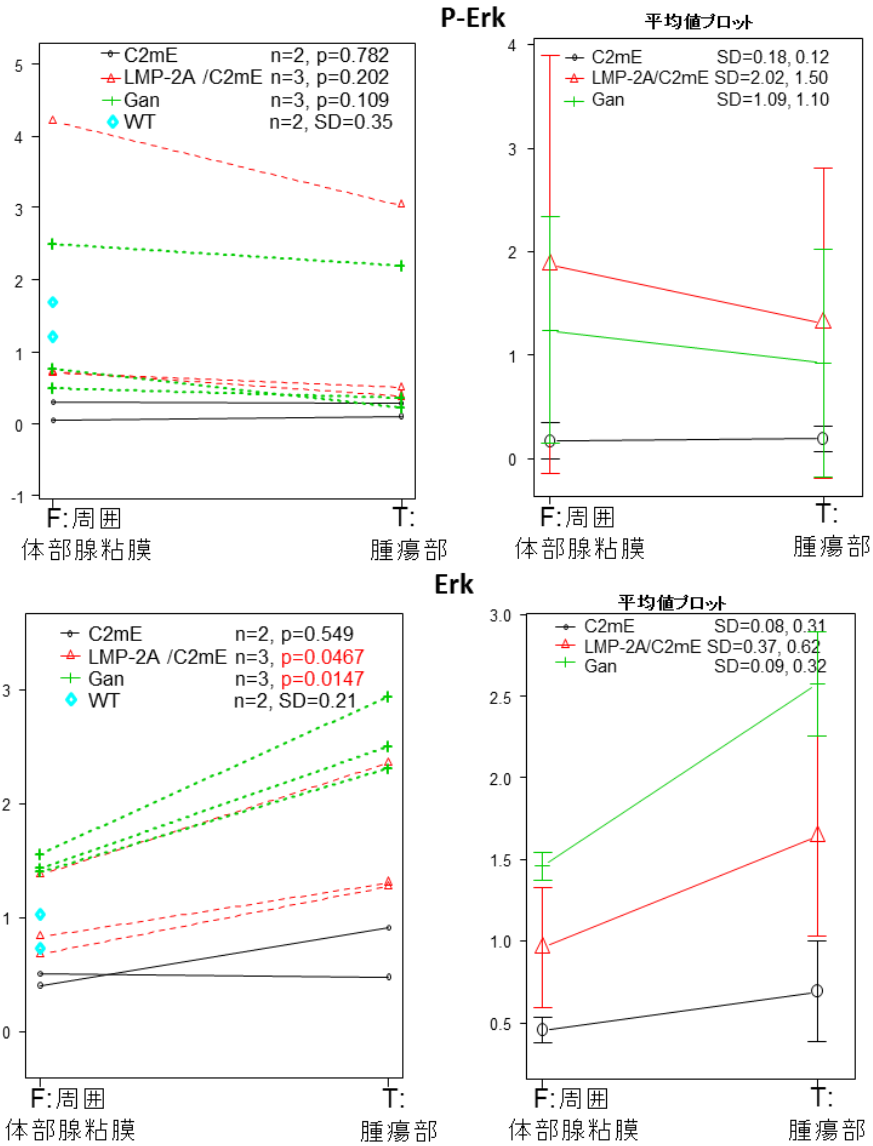 P-Erk
C2mE n=2, p=0.782
LMP-2A /C2mE n=3, p=0.202
Gan n=3, p=0.109
WT n=2, SD=0.35
5
4
3
2
1
0
-1
F:周囲
体部腺粘膜
T:
腫瘍部
平均値プロット
C2mE SD=0.18, 0.12
LMP-2A/C2mE SD=2.02, 1.50
Gan SD=1.09, 1.10
4
3
2
1
0
F:周囲
体部腺粘膜
T:
腫瘍部
Erk
C2mE n=2, p=0.549
LMP-2A /C2mE n=3, p=0.0467
Gan n=3, p=0.0147
WT n=2, SD=0.21
3
2
1
0
F:周囲
体部腺粘膜
T:
腫瘍部
平均値プロット
C2mE SD=0.08, 0.31
LMP-2A/C2mE SD=0.37, 0.62
Gan SD=0.09, 0.32
3.0
2.5
2.0
1.5
1.0
0.5
F:周囲
体部腺粘膜
T:
腫瘍部